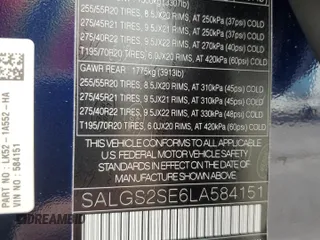 255/55R20 TIRES, 8.5JX20 RIMS, AT 250kPA (37psi) COLD
275/45R21 TIRES, 9.5JX21 RIMS, AT 250kPA (37psi) COLD
275/40R22 TIRES, 9.5JX22 RIMS, AT 270kPA (40psi) COLD
T195/70R20 TIRES, 6.0JX20 RIMS, AT 420kPA (60psi) COLD
GAWR REAR 1775kg (3913lb)
255/55R20 TIRES, 8.5JX20 RIMS, AT 310kPA (45psi) COLD
275/45R21 TIRES, 9.5JX21 RIMS, AT 310kPA (45psi) COLD
275/40R22 TIRES, 9.5JX22 RIMS, AT 330kPA (48psi) COLD
T195/70R20 TIRES, 6.0JX20 RIMS, AT 420kPA (60psi) COLD
THIS VEHICLE CONFORMS TO ALL APPLICABLE
FEDERAL MOTOR VEHICLE SAFETY STANDARDS
IN EFFECT ON THE DATE OF MANUFACTURE
SHOWN ABOVE
SALGS2SE6LA584151
PART NO: LK52-1A552-HA
VIN NO : 584151
DREAMBID